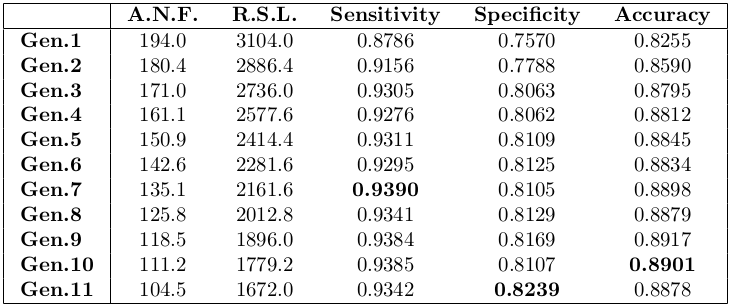 A.N.F. R.S.L. Sensitivity Specificity Accuracy
Gen.1 194.0 3104.0 0.8786 0.7570 0.8255
Gen.2 180.4 2886.4 0.9156 0.7788 0.8590
Gen.3 171.0 2736.0 0.9305 0.8063 0.8795
Gen.4 161.1 2577.6 0.9276 0.8062 0.8812
Gen.5 150.9 2414.4 0.9311 0.8109 0.8845
Gen.6 142.6 2281.6 0.9295 0.8125 0.8834
Gen.7 135.1 2161.6 0.9390 0.8105 0.8898
Gen.8 125.8 2012.8 0.9341 0.8129 0.8879
Gen.9 118.5 1896.0 0.9384 0.8169 0.8917
Gen.10 111.2 1779.2 0.9385 0.8107 0.8901
Gen.11 104.5 1672.0 0.9342 0.8239 0.8878